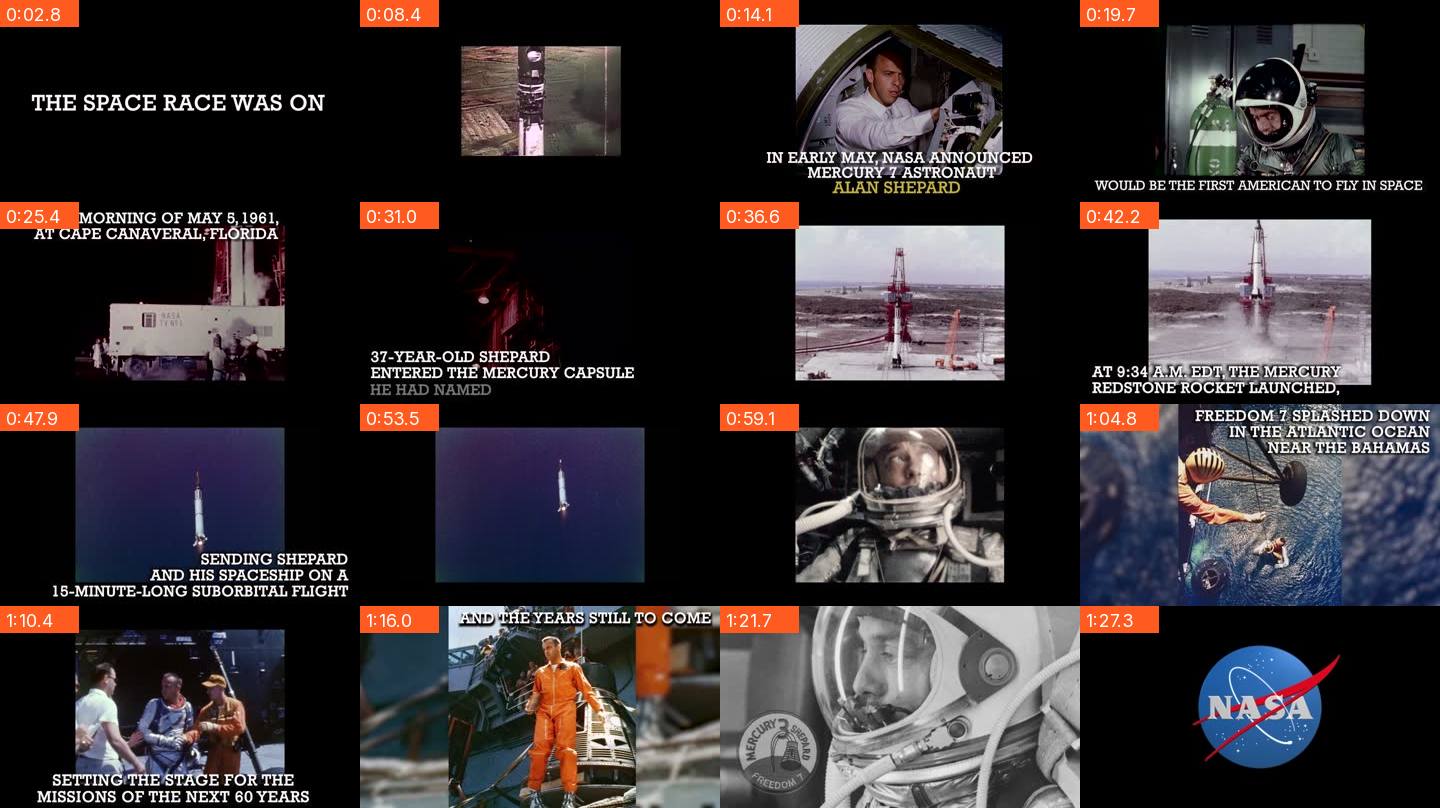 0:02.8
THE SPACE RACE WAS ON
0:08.4
0:14.1
IN EARLY MAY, NASA ANNOUNCED
MERCURY 7 ASTRONAUT
ALAN SHEPARD
0:19.7
WOULD BE THE FIRST AMERICAN TO FLY IN SPACE
0:25.4
MORNING OF MAY 5, 1961,
AT CAPE CANAVERAL, FLORIDA
NASA
0:31.0
37-YEAR-OLD SHEPARD
ENTERED THE MERCURY CAPSULE
HE HAD NAMED
0:36.6
0:42.2
AT 9:34 A.M. EDT, THE MERCURY
REDSTONE ROCKET LAUNCHED,
0:47.9
SENDING SHEPARD
AND HIS SPACESHIP ON A
15-MINUTE-LONG SUBORBITAL FLIGHT
0:53.5
0:59.1
1:04.8
FREEDOM 7 SPLASHED DOWN
IN THE ATLANTIC OCEAN
NEAR THE BAHAMAS
1:10.4
SETTING THE STAGE FOR THE
MISSIONS OF THE NEXT 60 YEARS
1:16.0
AND THE YEARS STILL TO COME
1:21.7
MERCURY 3 SHEPARD
FREEDOM 7
1:27.3
NASA